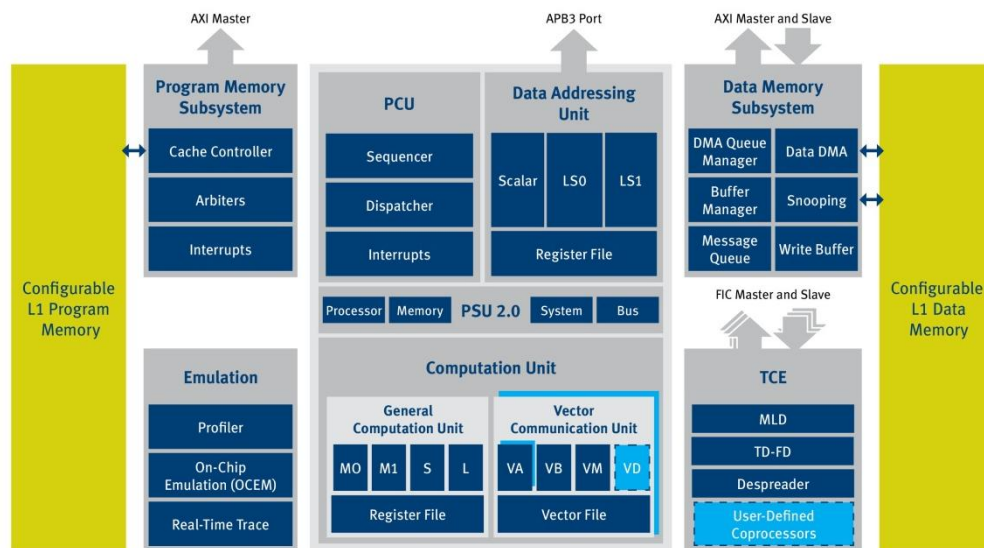 AXI Master
APB3 Port
AXI Master and Slave
Configurable
L1 Program
Memory
Program Memory
Subsystem
Cache Controller
Arbiters
Interrupts
PCU
Sequencer
Dispatcher
Interrupts
Data Addressing
Unit
Scalar
LS0
LS1
Register File
Data Memory
Subsystem
DMA Queue
Manager
Data DMA
Buffer
Manager
Snooping
Message
Queue
Write Buffer
Configurable
L1 Data
Memory
Processor
Memory
PSU 2.0
System
Bus
FIC Master and Slave
Emulation
Profiler
On-Chip
Emulation (OCEM)
Real-Time Trace
Computation Unit
General
Computation Unit
MO
M1
S
L
Register File
Vector
Communication Unit
VA
VB
VM
VD
Vector File
TCE
MLD
TD-FD
Despreader
User-Defined
Coprocessors